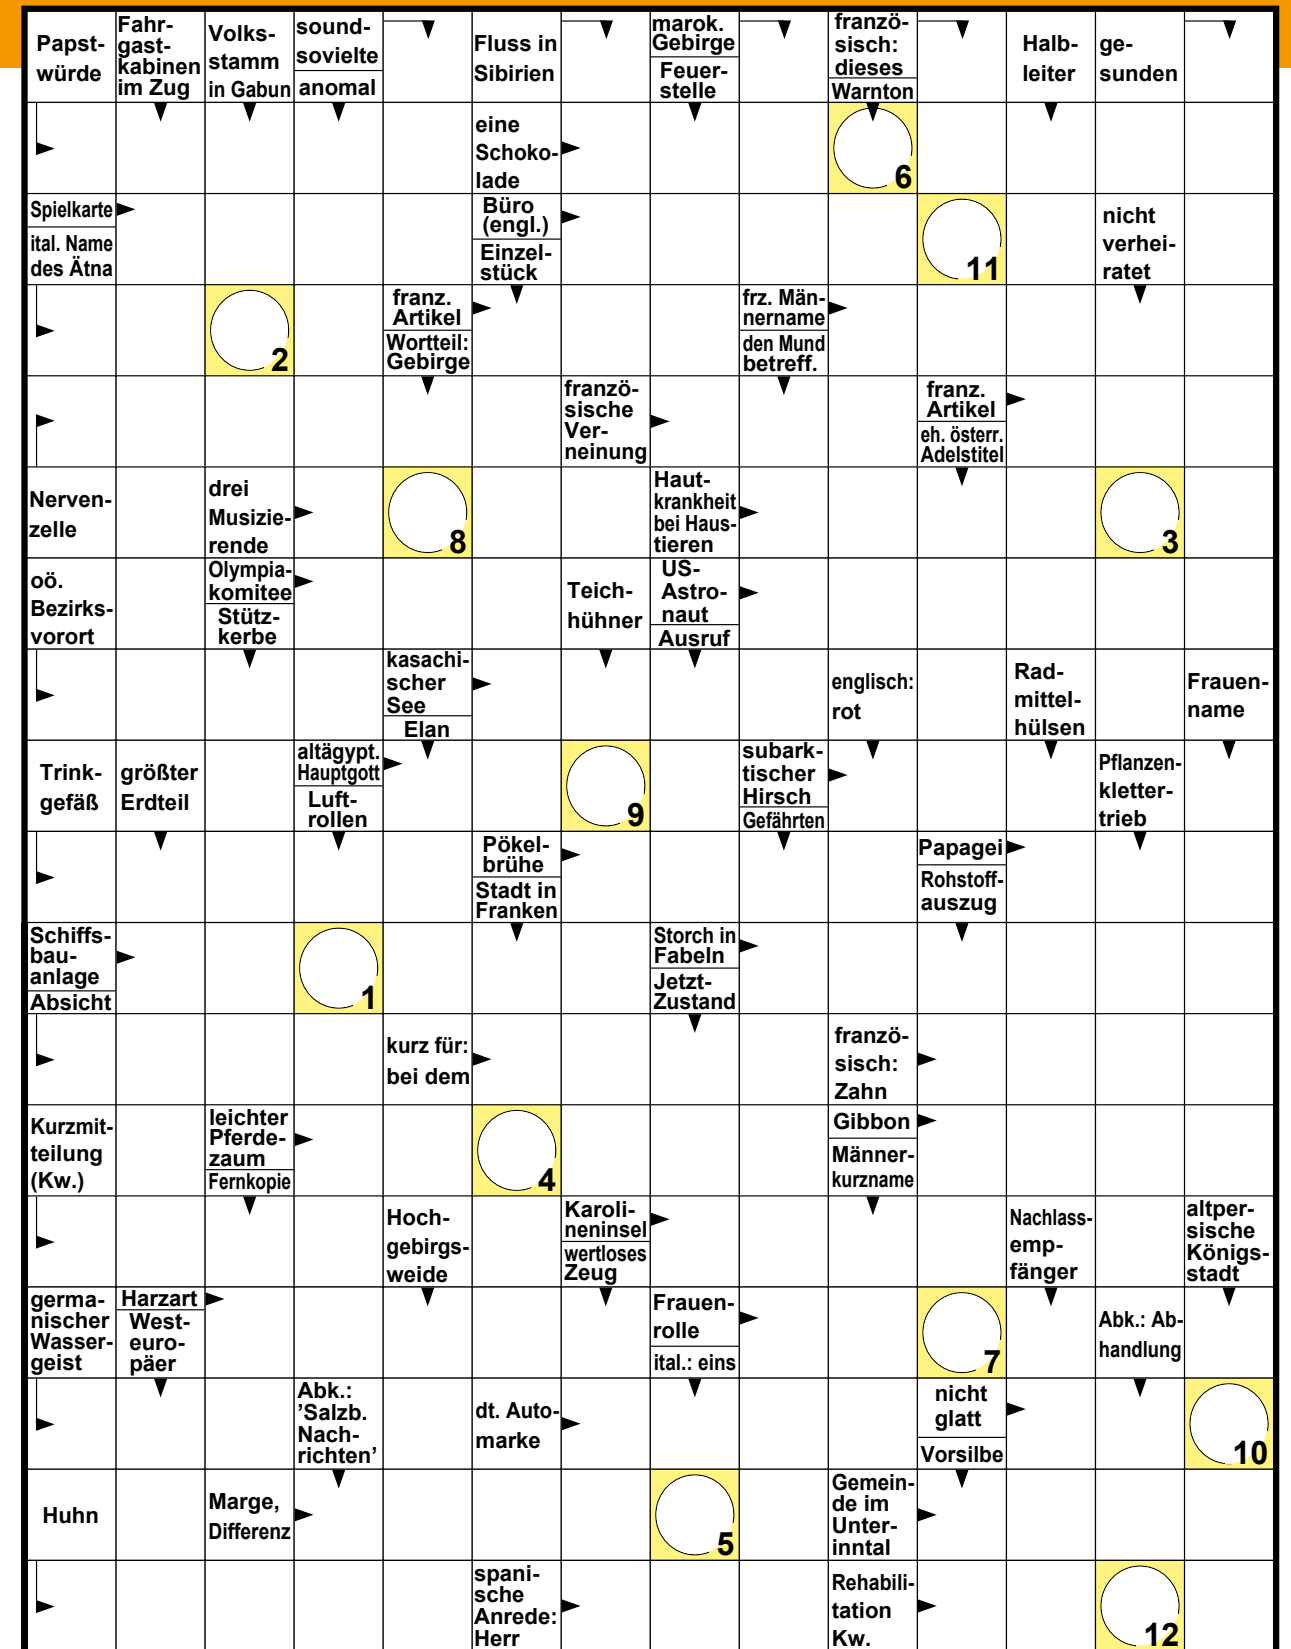 Papst-
würde
Fahr-
gast-
kabinen
im Zug
Volks-
stamm
in Gabun
sound-
sovielte
anomal
Fluss in
Sibirien
marok.
Gebirge
Feuer-
stelle
franzö-
sisch:
dieses
Warnton
Halb-
leiter
ge-
sunden
eine
Schoko-
lade
6
Spielkarte
ital. Name
des Ätna
Büro
(engl.)
Einzel-
stück
11
nicht
verhei-
ratet
2
franz.
Artikel
Wortteil:
Gebirge
frz. Män-
nername
den Mund
betreff.
franzö-
sische
Ver-
neinung
franz.
Artikel
eh. österr.
Adelstitel
Nerven-
zelle
drei
Musizie-
rende
8
Haut-
krankheit
bei Haus-
tieren
3
oö.
Bezirks-
vorort
Olympia-
komitee
Stütz-
kerbe
Teich-
hühner
US-
Astro-
naut
Ausruf
kasachi-
scher
See
Elan
englisch:
rot
Rad-
mittel-
hülsen
Frauen-
name
Trink-
gefäß
größter
Erdteil
altägypt.
Hauptgott
Luft-
rollen
9
subark-
tischer
Hirsch
Gefährten
Pflanzen-
kletter-
trieb
Pökel-
brühe
Stadt in
Franken
Papagei
Rohstoff-
auszug
Schiffs-
bau-
anlage
Absicht
1
Storch in
Fabeln
Jetzt-
Zustand
kurz für:
bei dem
franzö-
sisch:
Zahn
Kurzmit-
teilung
(Kw.)
leichter
Pferde-
zaum
Fernkopie
4
Gibbon
Männer-
kurzname
Hoch-
gebirgs-
weide
Karoli-
neninsel
wertloses
Zeug
Nachlass-
emp-
fänger
altper-
sische
Königs-
stadt
germa-
nischer
Wasser-
geist
Harzart
West-
euro-
päer
Frauen-
rolle
ital.: eins
7
Abk.: Ab-
handlung
Abk.:
'Salzb.
Nach-
richten'
dt. Auto-
marke
nicht
glatt
Vorsilbe
10
Huhn
Marge,
Differenz
5
Gemein-
de im
Unter-
inntal
spani-
sche
Anrede:
Herr
Rehabili-
tation
Kw.
12